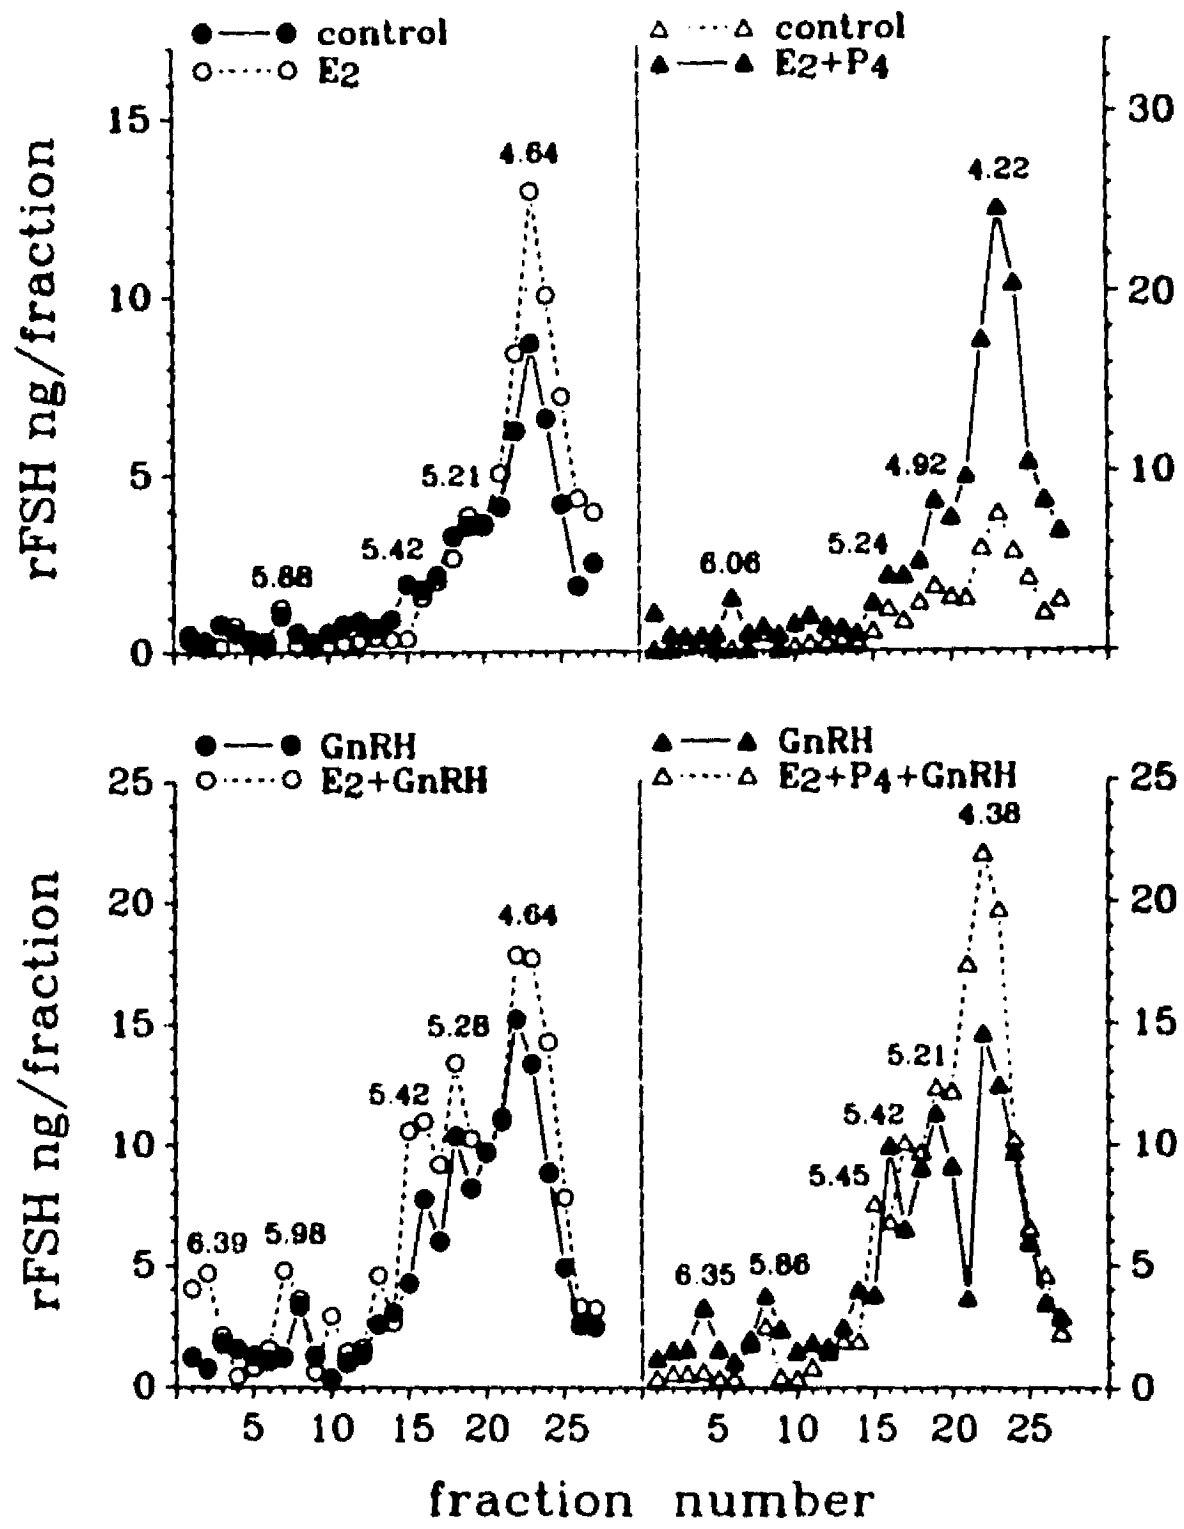 control
E2
control
E2+P4
rFSH ng/fraction
15
10
5
0
4.64
5.21
5.42
5.88
30
20
10
4.22
4.92
5.24
6.06
GnRH
E2+GnRH
GnRH
E2+P4+GnRH
rFSH ng/fraction
25
20
15
10
5
0
4.64
5.28
5.42
6.39
5.98
25
20
15
10
5
0
4.38
5.21
5.42
5.45
6.35
5.86
5 10 15 20 25
5 10 15 20 25
fraction number